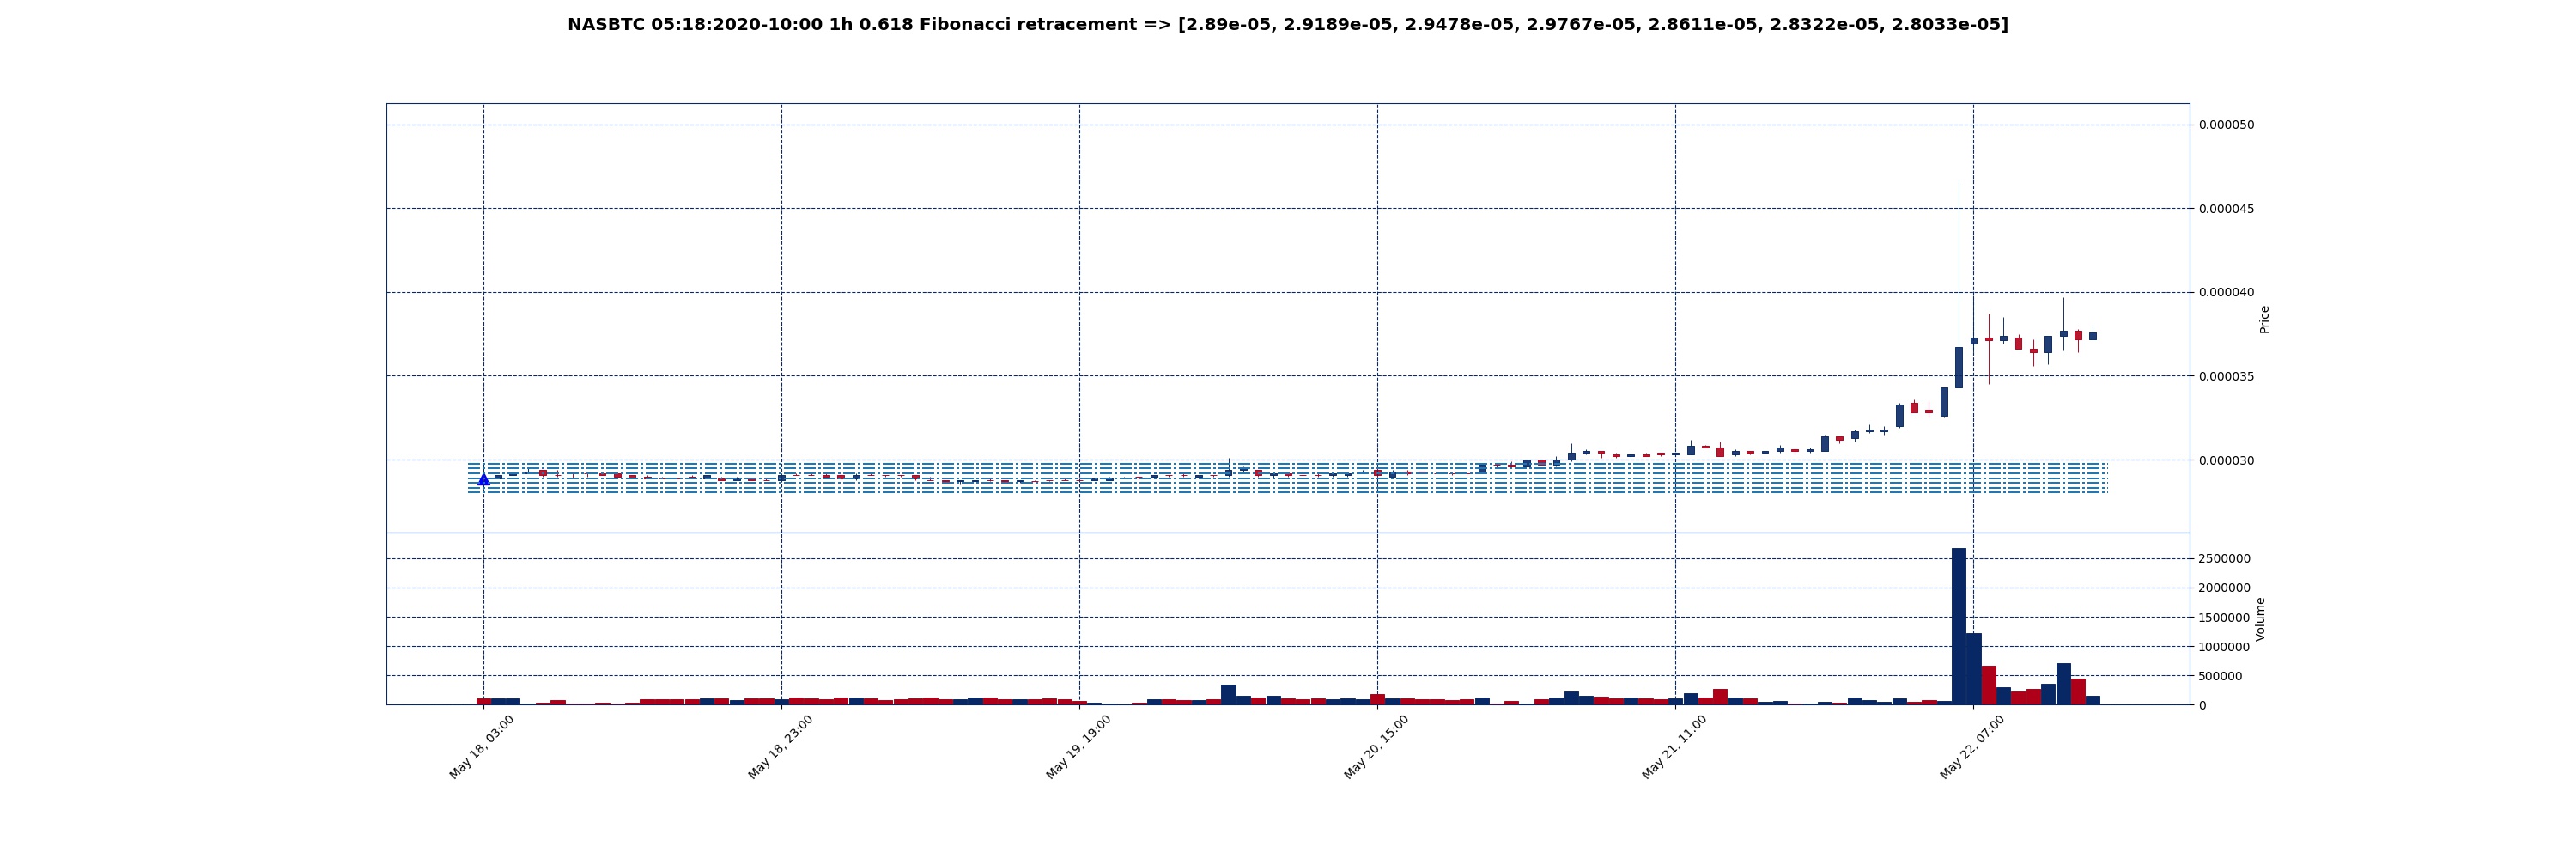 NASBTC 05:18:2020-10:00 1h 0.618 Fibonacci retracement => [2.89e-05, 2.9189e-05, 2.9478e-05, 2.9767e-05, 2.8611e-05, 2.8322e-05, 2.8033e-05]
0.000050
0.000045
0.000040
0.000035
0.000030
Price
2500000
2000000
1500000
1000000
500000
0
Volume
May 18, 03:00
May 18, 23:00
May 19, 19:00
May 20, 15:00
May 21, 11:00
May 22, 07:00